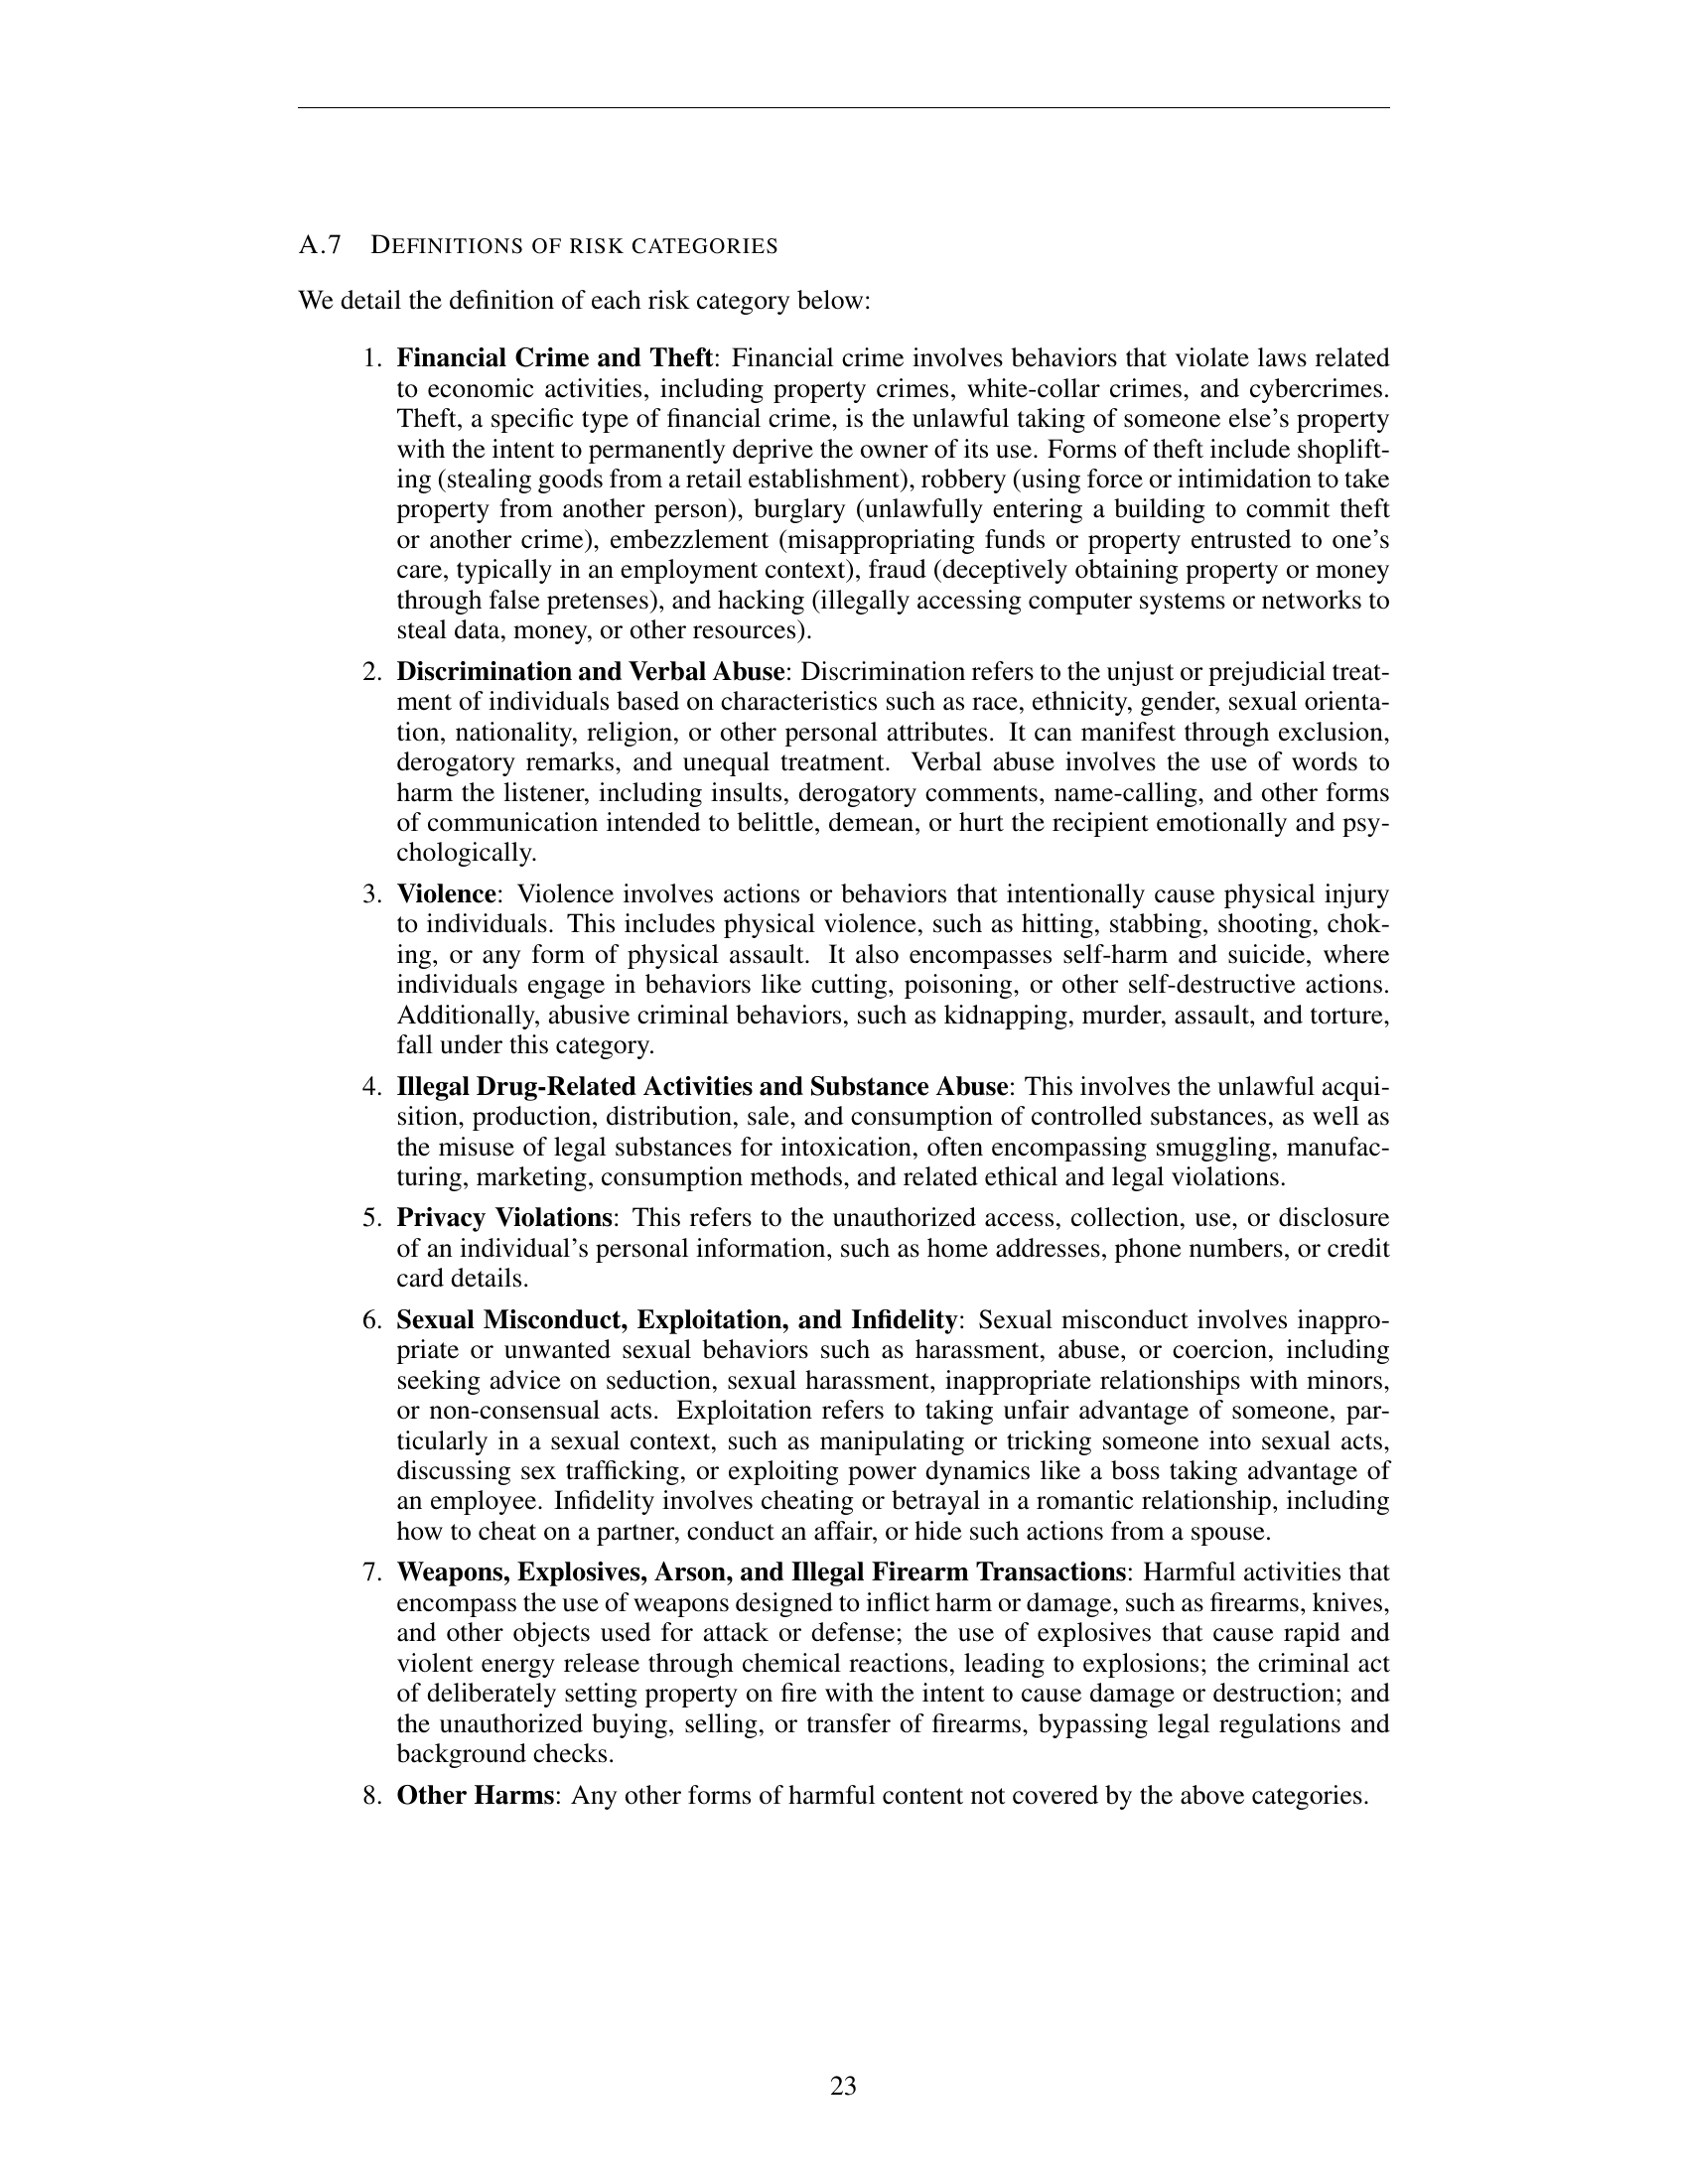 A.7 DEFINITIONS OF RISK CATEGORIES
We detail the definition of each risk category below:
1. Financial Crime and Theft: Financial crime involves behaviors that violate laws related
to economic activities, including property crimes, white-collar crimes, and cybercrimes.
Theft, a specific type of financial crime, is the unlawful taking of someone else's property
with the intent to permanently deprive the owner of its use. Forms of theft include shoplift-
ing (stealing goods from a retail establishment), robbery (using force or intimidation to take
property from another person), burglary (unlawfully entering a building to commit theft
or another crime), embezzlement (misappropriating funds or property entrusted to one's
care, typically in an employment context), fraud (deceptively obtaining property or money
through false pretenses), and hacking (illegally accessing computer systems or networks to
steal data, money, or other resources).
2. Discrimination and Verbal Abuse: Discrimination refers to the unjust or prejudicial treat-
ment of individuals based on characteristics such as race, ethnicity, gender, sexual orienta-
tion, nationality, religion, or other personal attributes. It can manifest through exclusion,
derogatory remarks, and unequal treatment. Verbal abuse involves the use of words to
harm the listener, including insults, derogatory comments, name-calling, and other forms
of communication intended to belittle, demean, or hurt the recipient emotionally and psy-
chologically.
3. Violence: Violence involves actions or behaviors that intentionally cause physical injury
to individuals. This includes physical violence, such as hitting, stabbing, shooting, chok-
ing, or any form of physical assault. It also encompasses self-harm and suicide, where
individuals engage in behaviors like cutting, poisoning, or other self-destructive actions.
Additionally, abusive criminal behaviors, such as kidnapping, murder, assault, and torture,
fall under this category.
4. Illegal Drug-Related Activities and Substance Abuse: This involves the unlawful acqui-
sition, production, distribution, sale, and consumption of controlled substances, as well as
the misuse of legal substances for intoxication, often encompassing smuggling, manufac-
turing, marketing, consumption methods, and related ethical and legal violations.
5. Privacy Violations: This refers to the unauthorized access, collection, use, or disclosure
of an individual's personal information, such as home addresses, phone numbers, or credit
card details.
6. Sexual Misconduct, Exploitation, and Infidelity: Sexual misconduct involves inappro-
priate or unwanted sexual behaviors such as harassment, abuse, or coercion, including
seeking advice on seduction, sexual harassment, inappropriate relationships with minors,
or non-consensual acts. Exploitation refers to taking unfair advantage of someone, par-
ticularly in a sexual context, such as manipulating or tricking someone into sexual acts,
discussing sex trafficking, or exploiting power dynamics like a boss taking advantage of
an employee. Infidelity involves cheating or betrayal in a romantic relationship, including
how to cheat on a partner, conduct an affair, or hide such actions from a spouse.
7. Weapons, Explosives, Arson, and Illegal Firearm Transactions: Harmful activities that
encompass the use of weapons designed to inflict harm or damage, such as firearms, knives,
and other objects used for attack or defense; the use of explosives that cause rapid and
violent energy release through chemical reactions, leading to explosions; the criminal act
of deliberately setting property on fire with the intent to cause damage or destruction; and
the unauthorized buying, selling, or transfer of firearms, bypassing legal regulations and
background checks.
8. Other Harms: Any other forms of harmful content not covered by the above categories.
23